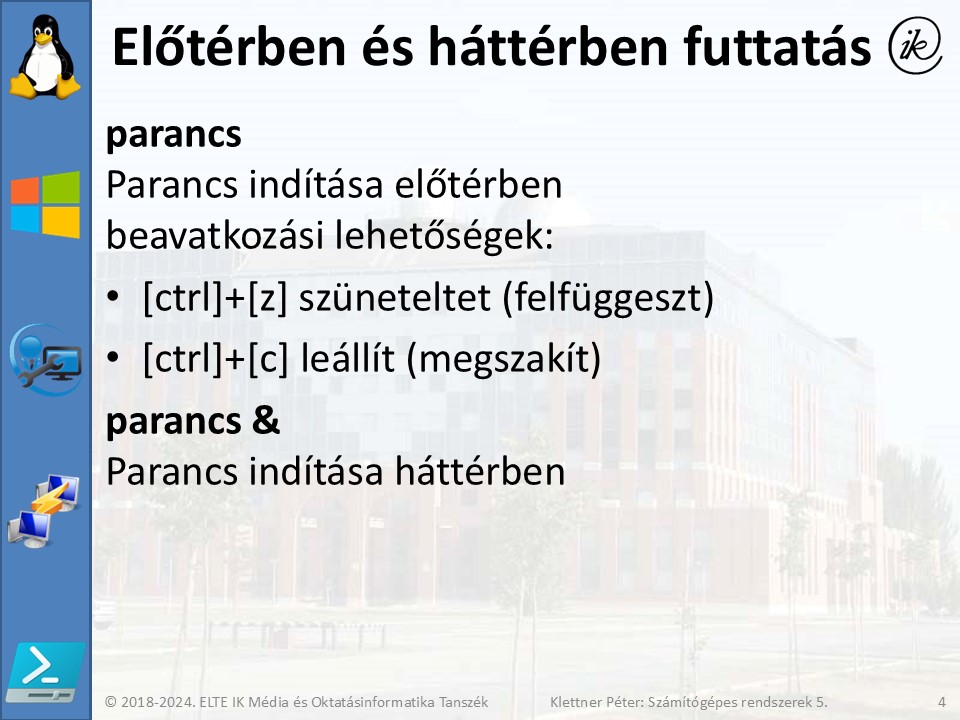 Előtérben és háttérben futtatás
ik
parancs
Parancs indítása előtérben
beavatkozási lehetőségek:
• [ctrl]+[z] szüneteltet (felfüggeszt)
• [ctrl]+[c] leállít (megszakít)
parancs &
Parancs indítása háttérben
© 2018-2024. ELTE IK Média és Oktatásinformatika Tanszék Klettner Péter: Számítógépes rendszerek 5. 4